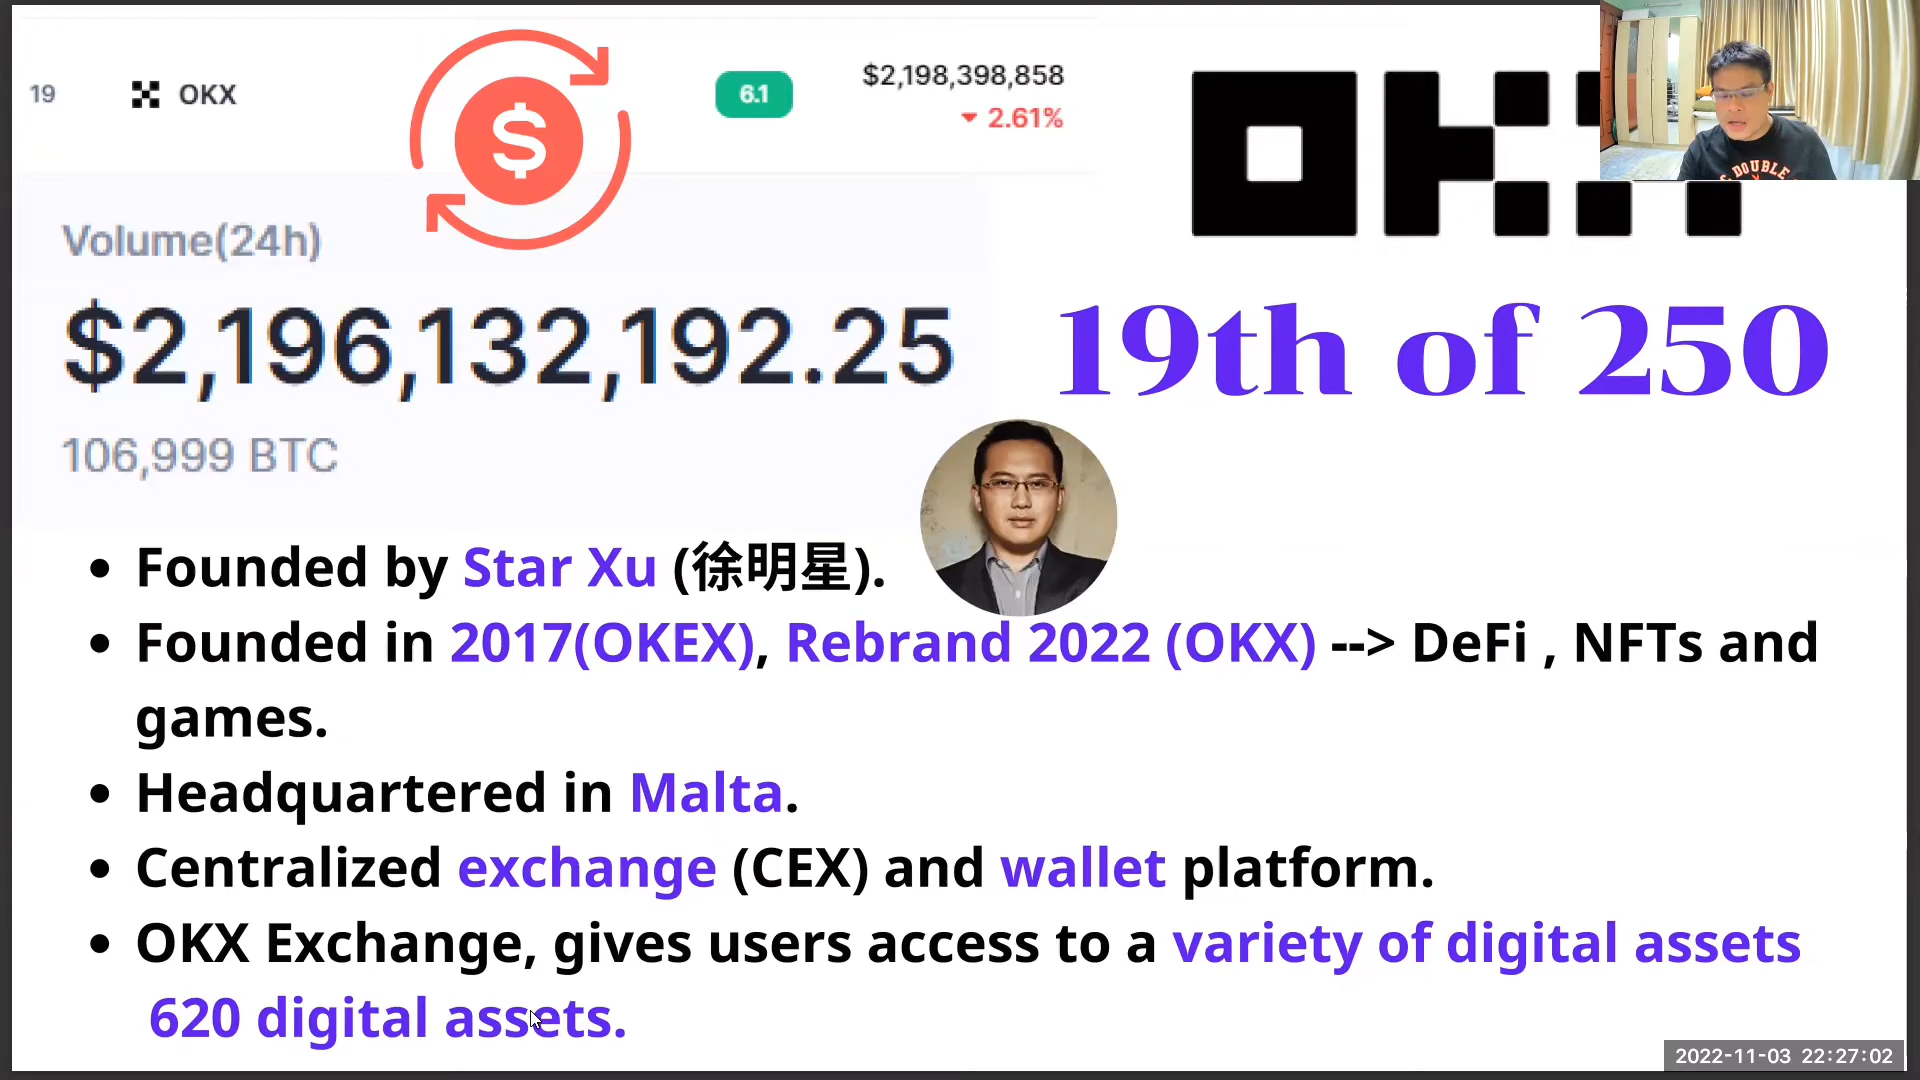 19 OKX 6.1 $2,198,398,858
2.61%
OKX
Volume(24h)
$2,196,132,192.25
106,999 BTC
19th of 250
DOUBLE
• Founded by Star Xu (徐明星).
• Founded in 2017(OKEX), Rebrand 2022 (OKX) --> DeFi , NFTs and
games.
• Headquartered in Malta.
• Centralized exchange (CEX) and wallet platform.
• OKX Exchange, gives users access to a variety of digital assets
620 digital assets.
2022-11-03 22:27:02